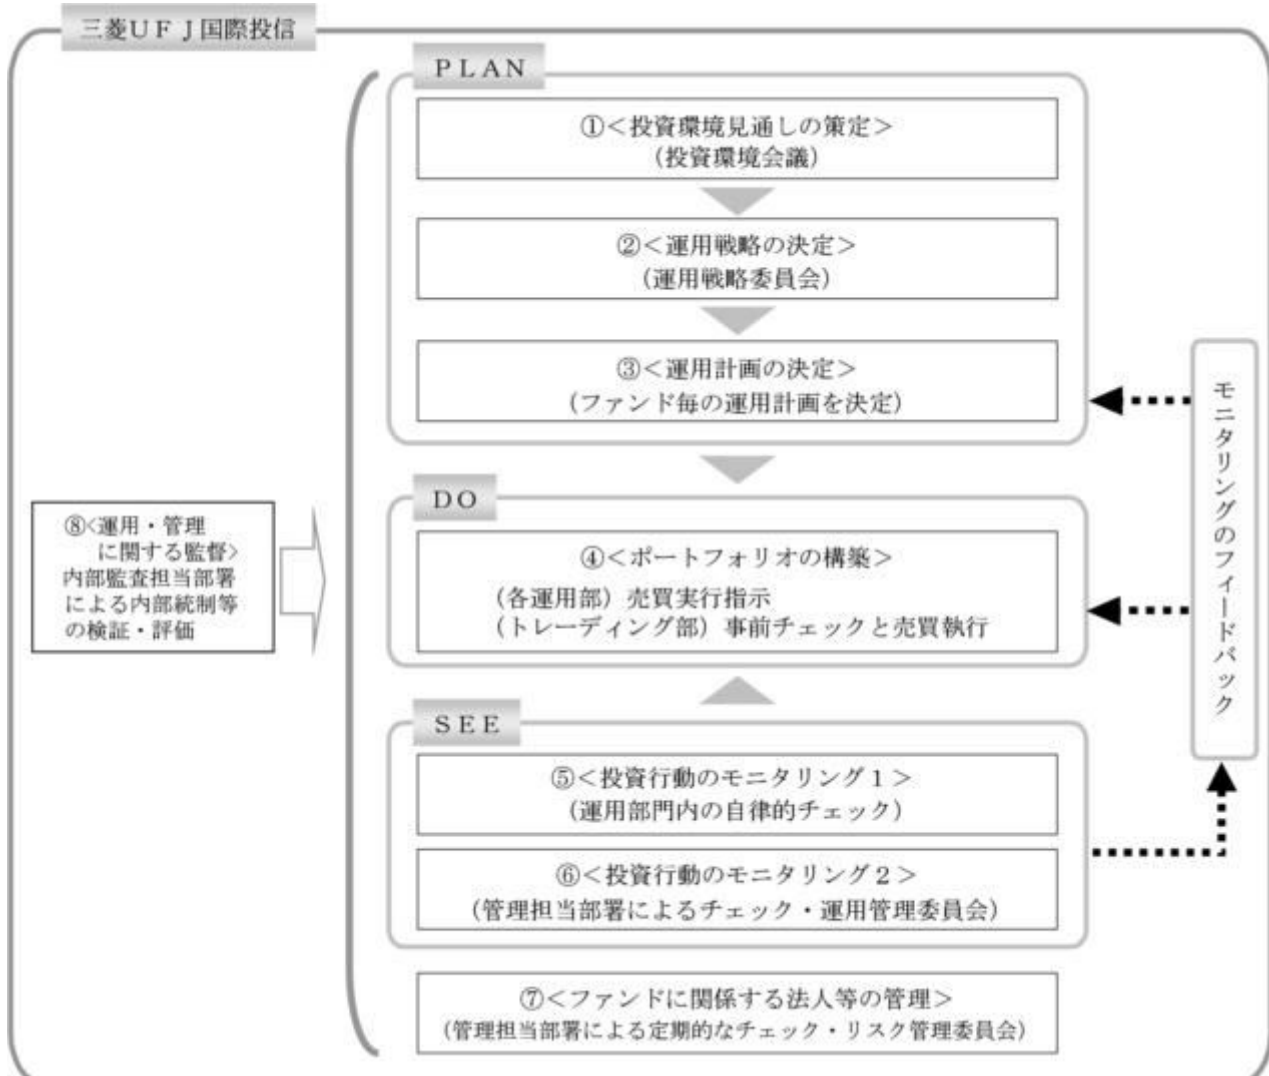 三菱UFJ国際投信
PLAN
①<投資環境見通しの策定>
(投資環境会議)
②<運用戦略の決定>
(運用戦略委員会)
③<運用計画の決定>
(ファンド毎の運用計画を決定)
DO
④<ポートフォリオの構築>
(各運用部)売買実行指示
(トレーディング部)事前チェックと売買執行
SEE
⑤<投資行動のモニタリング1>
(運用部門内の自律的チェック)
⑥<投資行動のモニタリング2>
(管理担当部署によるチェック・運用管理委員会)
⑦<ファンドに関係する法人等の管理>
(管理担当部署による定期的なチェック・リスク管理委員会)
⑧<運用・管理
に関する監督>
内部監査担当部署
による内部統制等
の検証・評価
モニタリングのフィードバック